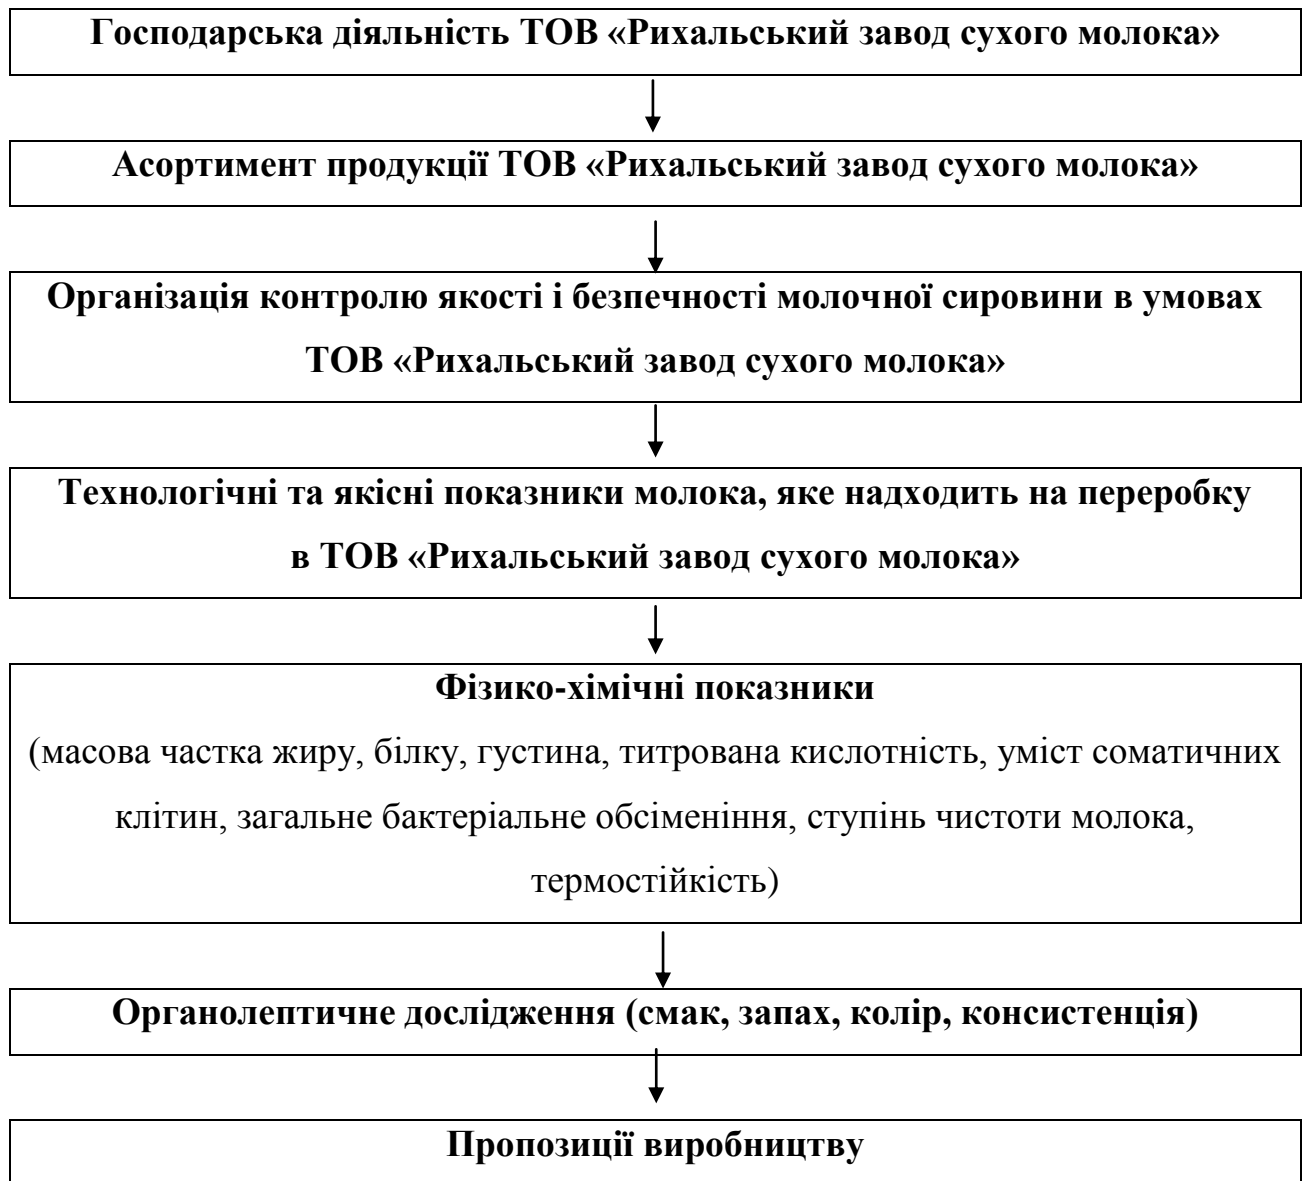 Господарська діяльність ТОВ «Рихальський завод сухого молока»
Асортимент продукції ТОВ «Рихальський завод сухого молока»
Організація контролю якості і безпечності молочної сировини в умовах
ТОВ «Рихальський завод сухого молока»
Технологічні та якісні показники молока, яке надходить на переробку
в ТОВ «Рихальський завод сухого молока»
Фізико-хімічні показники
(масова частка жиру, білку, густина, титрована кислотність, уміст соматичних
клітин, загальне бактеріальне обсіменіння, ступінь чистоти молока,
термостійкість)
Органолептичне дослідження (смак, запах, колір, консистенція)
Пропозиції виробництву